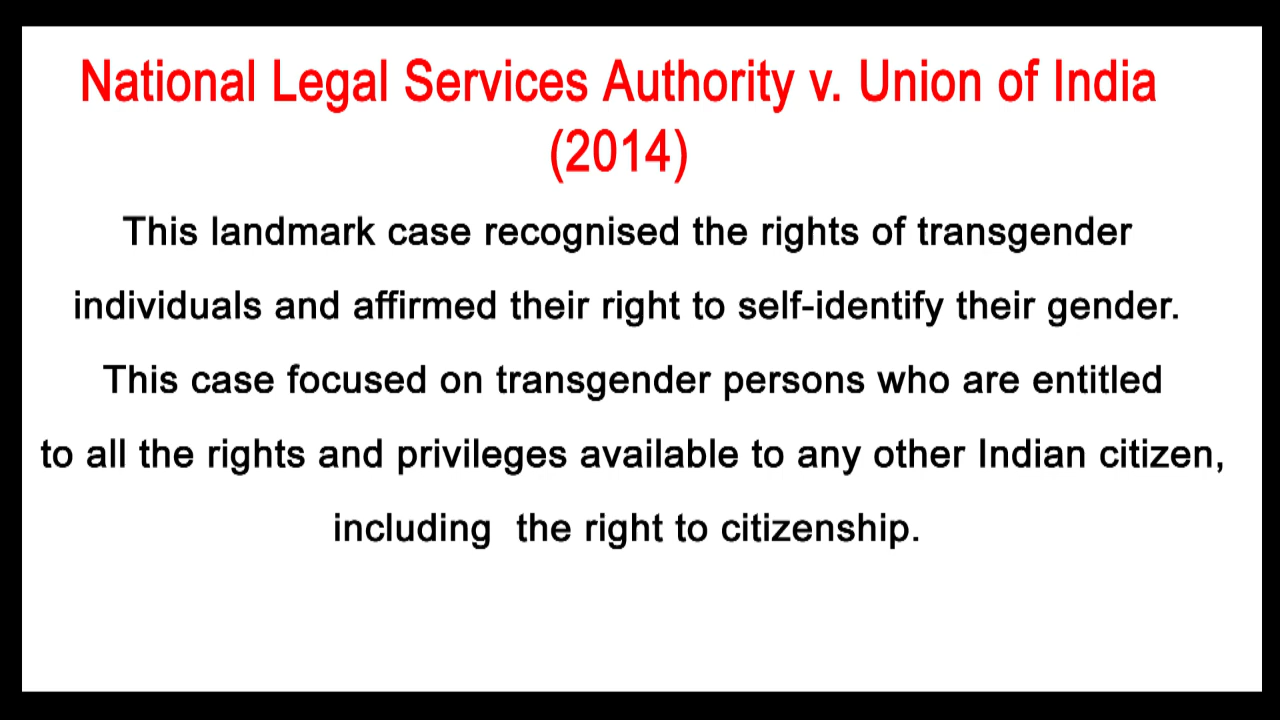 National Legal Services Authority v. Union of India
(2014)
This landmark case recognised the rights of transgender
individuals and affirmed their right to self-identify their gender.
This case focused on transgender persons who are entitled
to all the rights and privileges available to any other Indian citizen,
including  the right to citizenship.